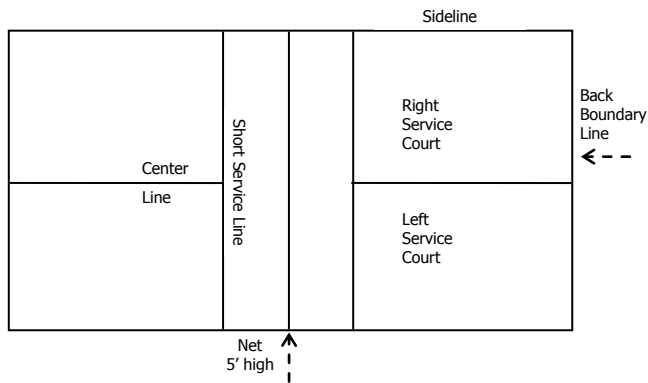 Sideline
Right
Service
Court
Back
Boundary
Line
Short Service Line
Center
Line
Left
Service
Court
Net
5’ high